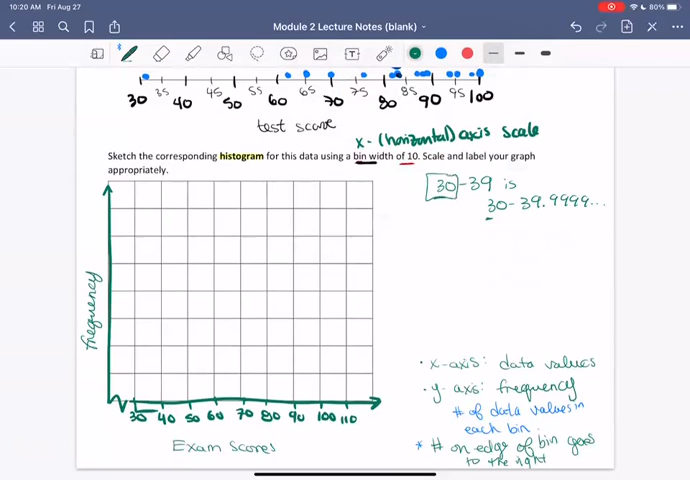 10:20 AM Fri Aug 27
80%
Module 2 Lecture Notes (blank)
30 35 40 45 50 55 60 65 70 75 80 85 90 95 100
test score
x-(horizontal) axis scale
Sketch the corresponding histogram for this data using a bin width of 10. Scale and label your graph
appropriately.
30-39 is
30-39.9999...
frequency
• x-axis: data values
• y axis: frequency
# of data values in
each bin
* # on edge of bin goes
to the right
30 40 50 60 70 80 90 100 110
Exam Scores